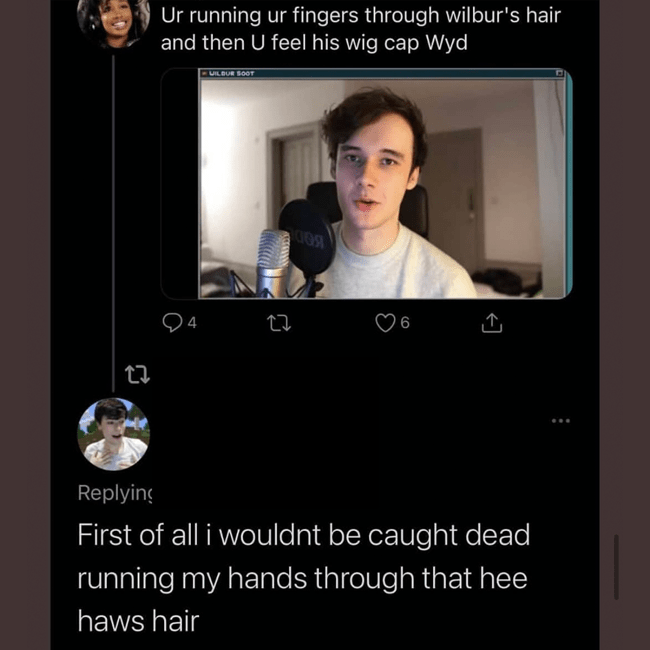 Ur running ur fingers through wilbur's hair
and then U feel his wig cap Wyd
WILBUR SOOT
4
6
Replying
First of all i wouldnt be caught dead
running my hands through that hee
haws hair